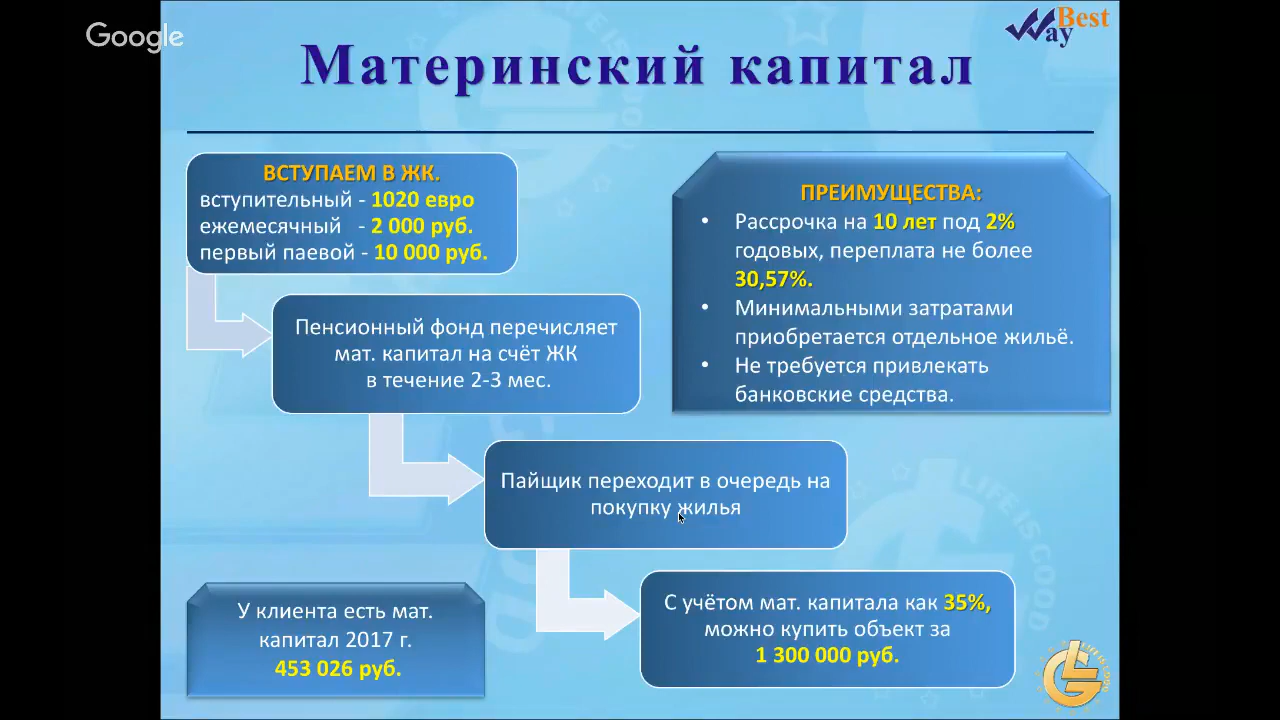 Google
Best
Way
Материнский капитал
ВСТУПАЕМ В ЖК.
вступительный - 1020 евро
ежемесячный - 2 000 руб.
первый паевой - 10 000 руб.
ПРЕИМУЩЕСТВА:
• Рассрочка на 10 лет под 2%
годовых, переплата не более
30,57%.
• Минимальными затратами
приобретается отдельное жильё.
• Не требуется привлекать
банковские средства.
Пенсионный фонд перечисляет
мат. капитал на счёт ЖК
в течение 2-3 мес.
Пайщик переходит в очередь на
покупку жилья
С учётом мат. капитала как 35%,
можно купить объект за
1 300 000 руб.
У клиента есть мат.
капитал 2017 г.
453 026 руб.
LIFE IS GOOD